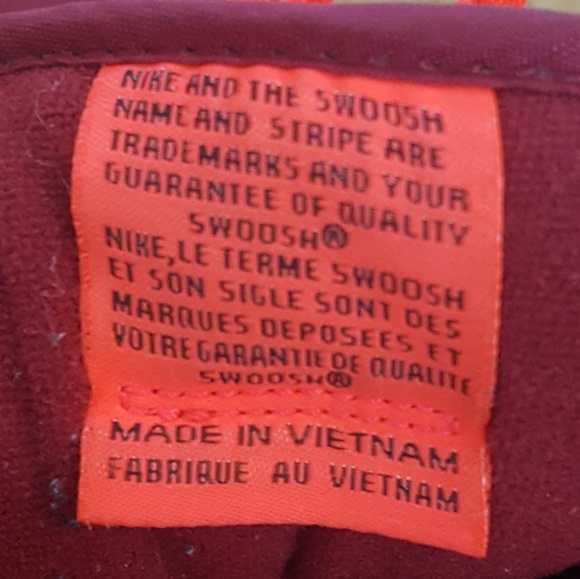 NIKE AND THE SWOOSH
NAME AND STRIPE ARE
TRADEMARKS AND YOUR
GUARANTEE OF QUALITY
SWOOSH®
NIKE, LE TERME SWOOSH
ET SON SIGLE SONT DES
MARQUES DEPOSEES ET
VOTRE GARANTIE DE QUALITE
SWOOSH®
MADE IN VIETNAM
FABRIQUE AU VIETNAM